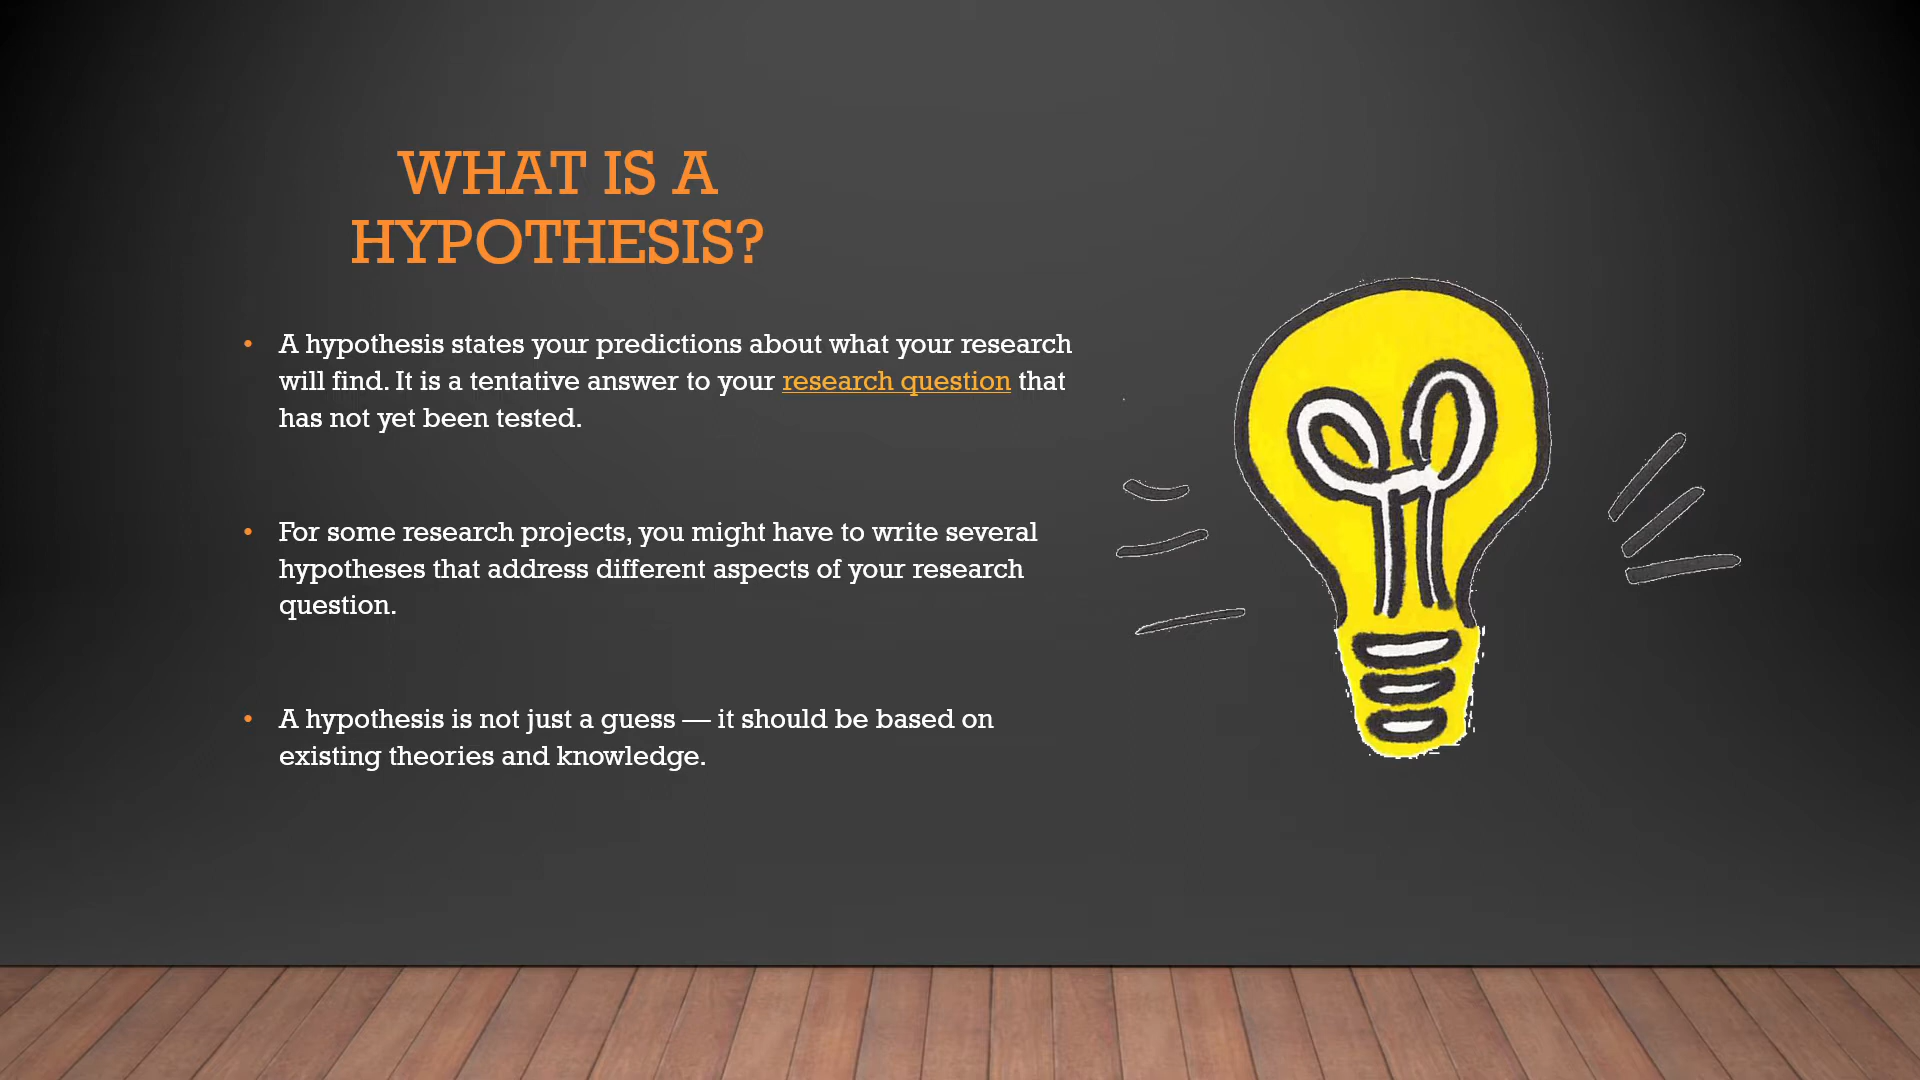 WHAT IS A
HYPOTHESIS?
• A hypothesis states your predictions about what your research
will find. It is a tentative answer to your research question that
has not yet been tested.
• For some research projects, you might have to write several
hypotheses that address different aspects of your research
question.
• A hypothesis is not just a guess — it should be based on
existing theories and knowledge.